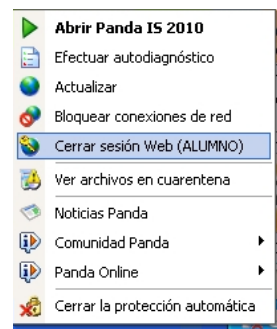 Abrir Panda IS 2010
Efectuar autodiagnóstico
Actualizar
Bloquear conexiones de red
Cerrar sesión Web (ALUMNO)
Ver archivos en cuarentena
Noticias Panda
Comunidad Panda
Panda Online
Cerrar la protección automática